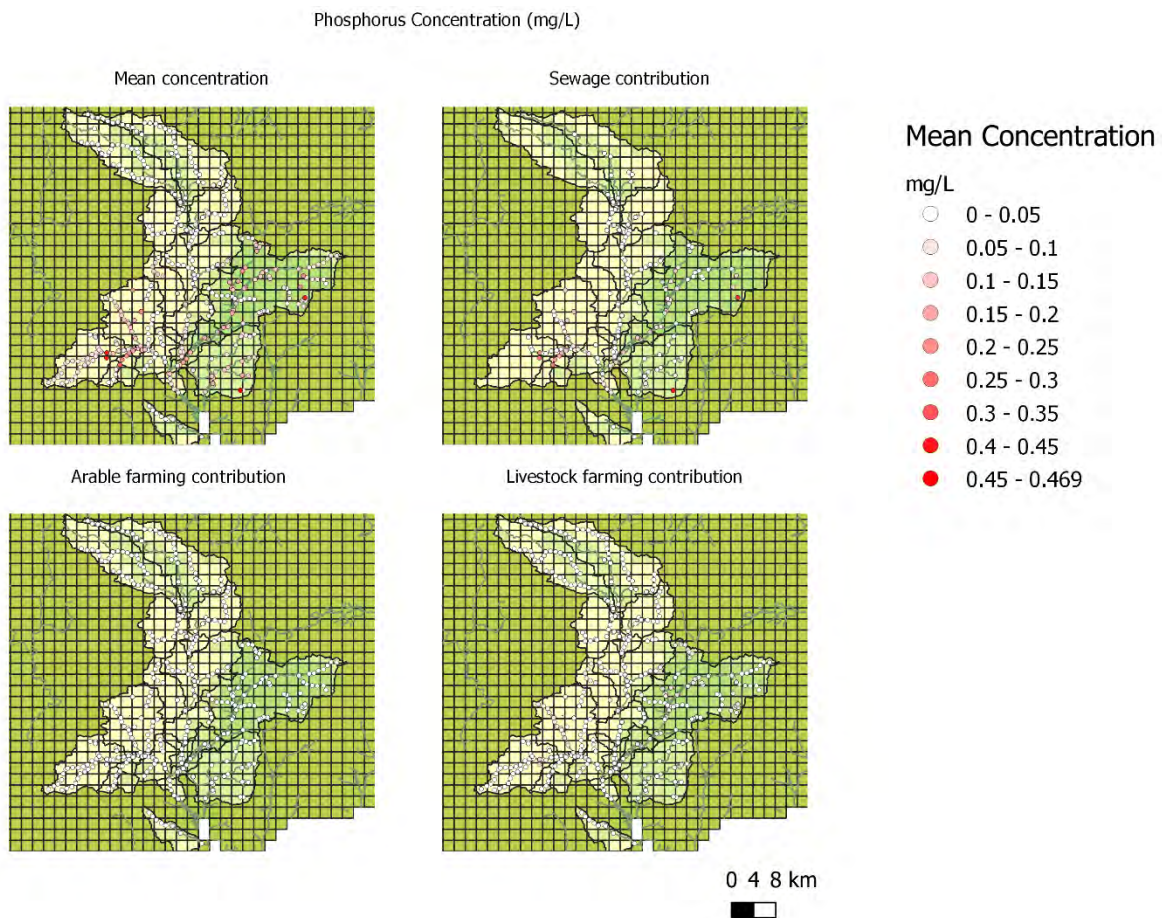 Phosphorus Concentration (mg/L)
Mean concentration
Sewage contribution
Mean Concentration
mg/L
0 - 0.05
0.05 - 0.1
0.1 - 0.15
0.15 - 0.2
0.2 - 0.25
0.25 - 0.3
0.3 - 0.35
0.4 - 0.45
0.45 - 0.469
Arable farming contribution
Livestock farming contribution
0 4 8 km